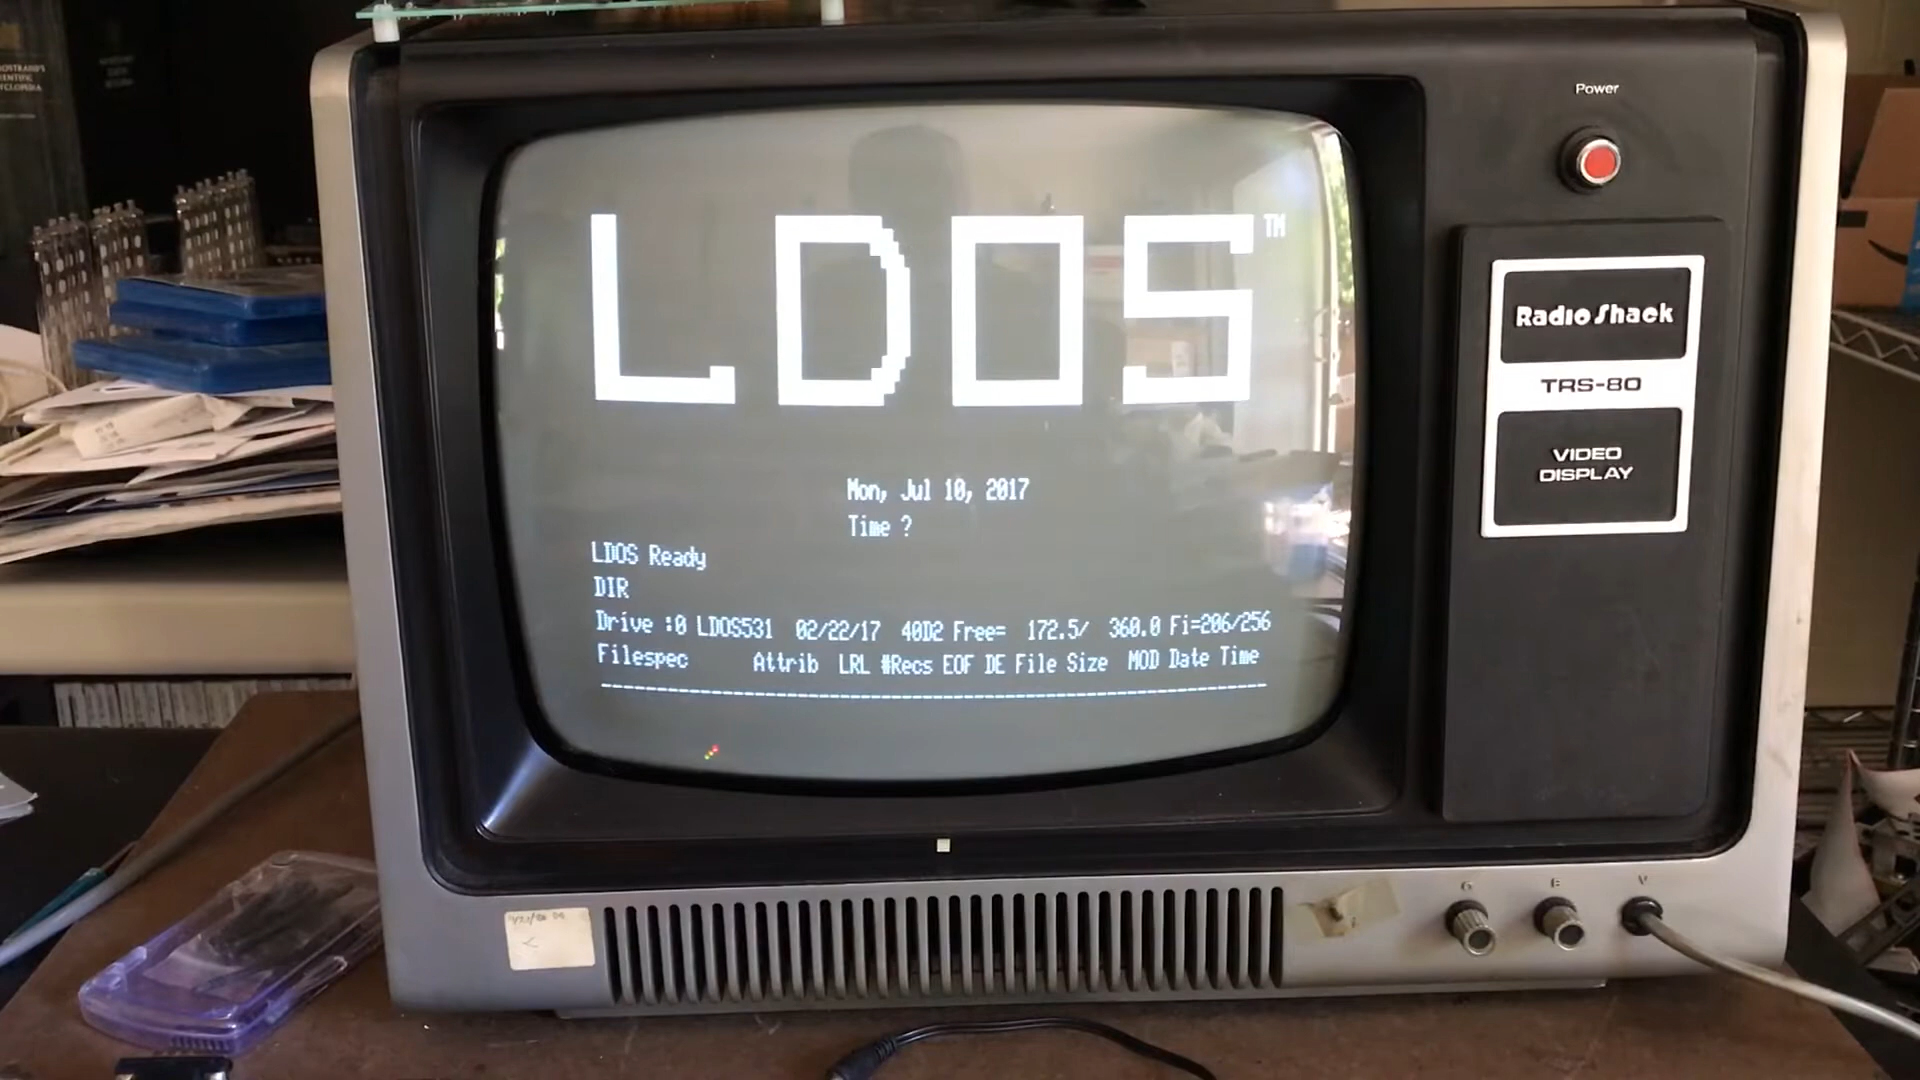 LDOS™
Mon, Jul 10, 2017
Time ?
LDOS Ready
DIR
Drive :0 LDOS531 02/22/17 40D2 Free= 172.5/ 360.0 Fi=206/256
Filespec Attrib LRL #Recs EOF DE File Size MOD Date Time
--------------------------------------------------------------------------------
Power
Radio Shack
TRS-80
VIDEO
DISPLAY